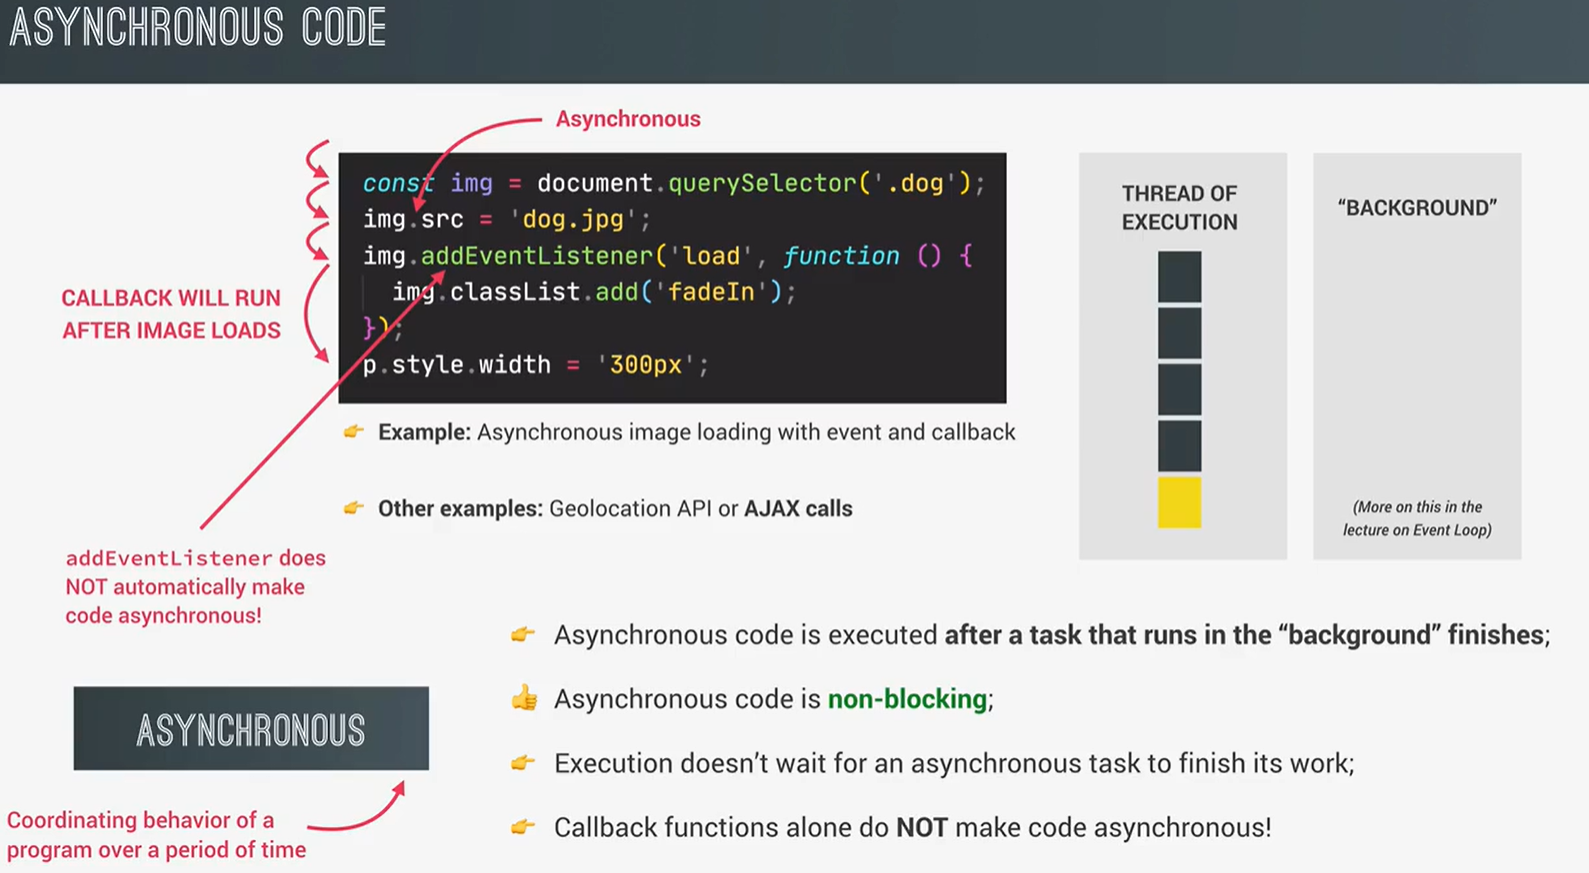 ASYNCHRONOUS CODE
Asynchronous
const img = document.querySelector('.dog');
img.src = 'dog.jpg';
img.addEventListener('load', function () {
img.classList.add('fadeIn');
});
p.style.width = '300px';
CALLBACK WILL RUN
AFTER IMAGE LOADS
THREAD OF
EXECUTION
“BACKGROUND”
(More on this in the
lecture on Event Loop)
Example: Asynchronous image loading with event and callback
Other examples: Geolocation API or AJAX calls
addEventListener does
NOT automatically make
code asynchronous!
ASYNCHRONOUS
Coordinating behavior of a
program over a period of time
Asynchronous code is executed after a task that runs in the “background” finishes;
Asynchronous code is non-blocking;
Execution doesn’t wait for an asynchronous task to finish its work;
Callback functions alone do NOT make code asynchronous!